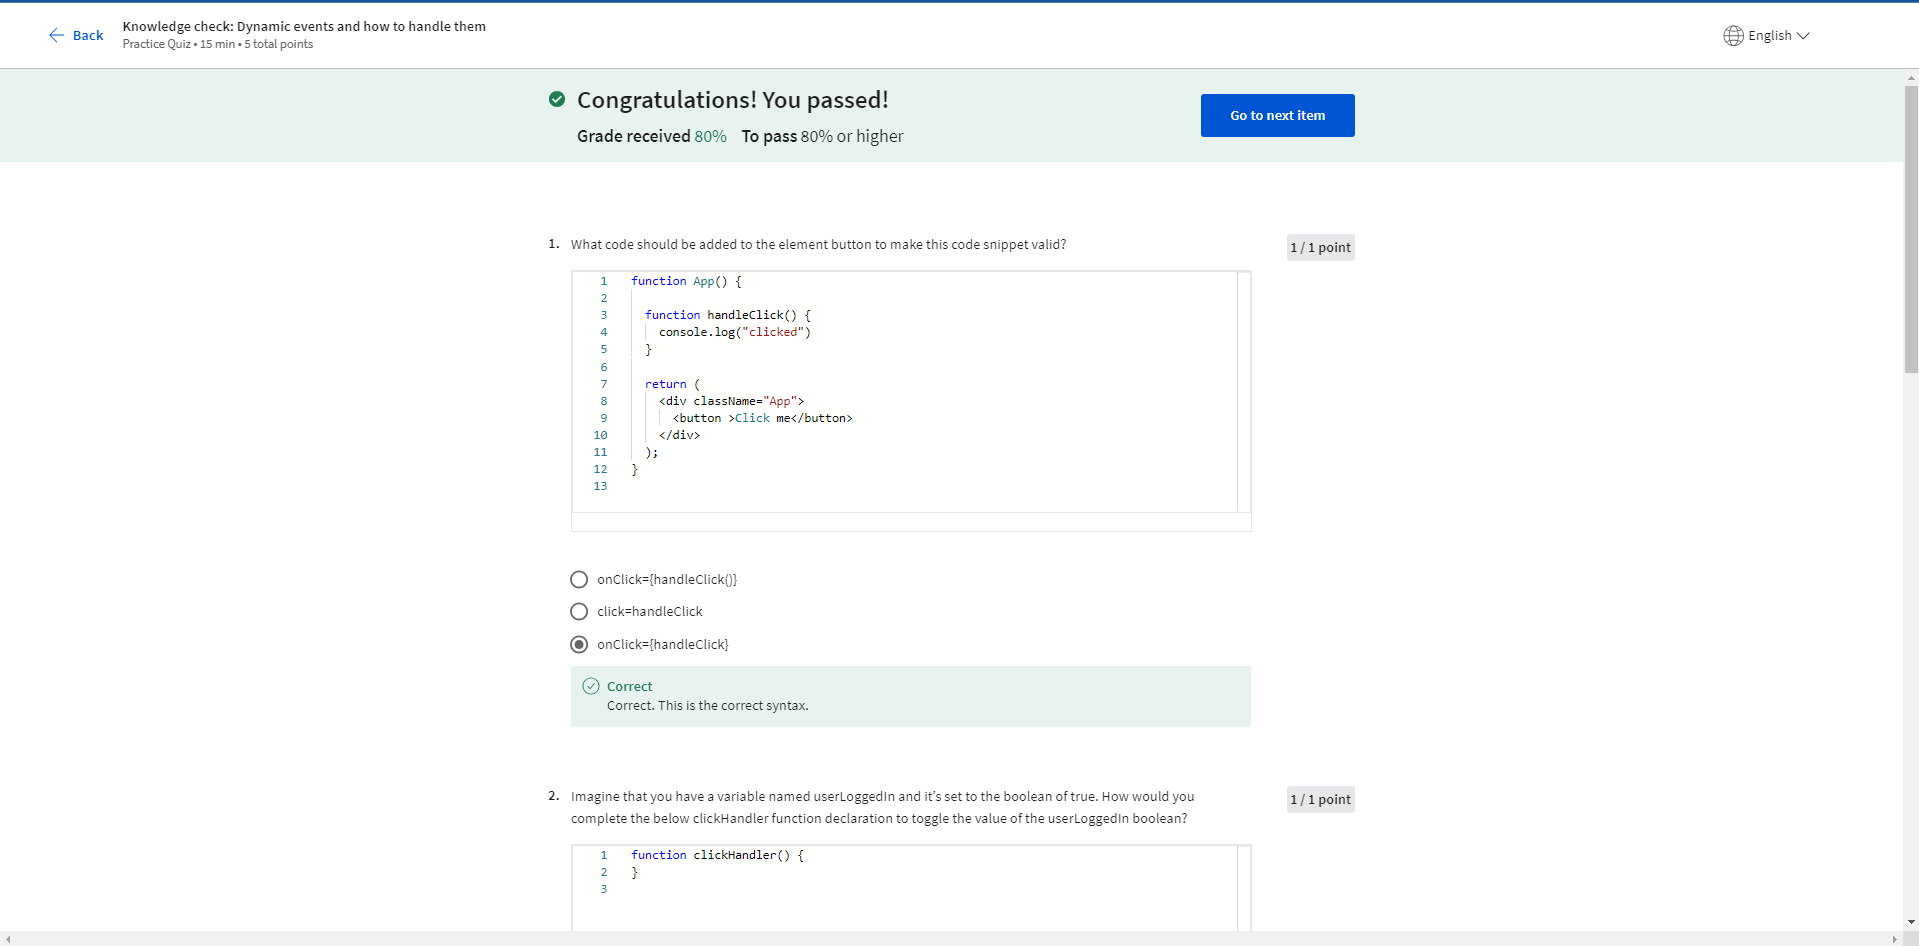 Back
Knowledge check: Dynamic events and how to handle them
Practice Quiz • 15 min • 5 total points
English
Congratulations! You passed!
Grade received 80% To pass 80% or higher
Go to next item
1. What code should be added to the element button to make this code snippet valid?
1 / 1 point
1 function App() {
2
3 function handleClick() {
4 console.log("clicked")
5 }
6
7 return (
8 <div className="App">
9 <button >Click me</button>
10 </div>
11 );
12 }
13
onClick={handleClick()}
click=handleClick
onClick={handleClick}
Correct
Correct. This is the correct syntax.
2. Imagine that you have a variable named userLoggedIn and it’s set to the boolean of true. How would you
complete the below clickHandler function declaration to toggle the value of the userLoggedIn boolean?
1 / 1 point
1 function clickHandler() {
2 }
3